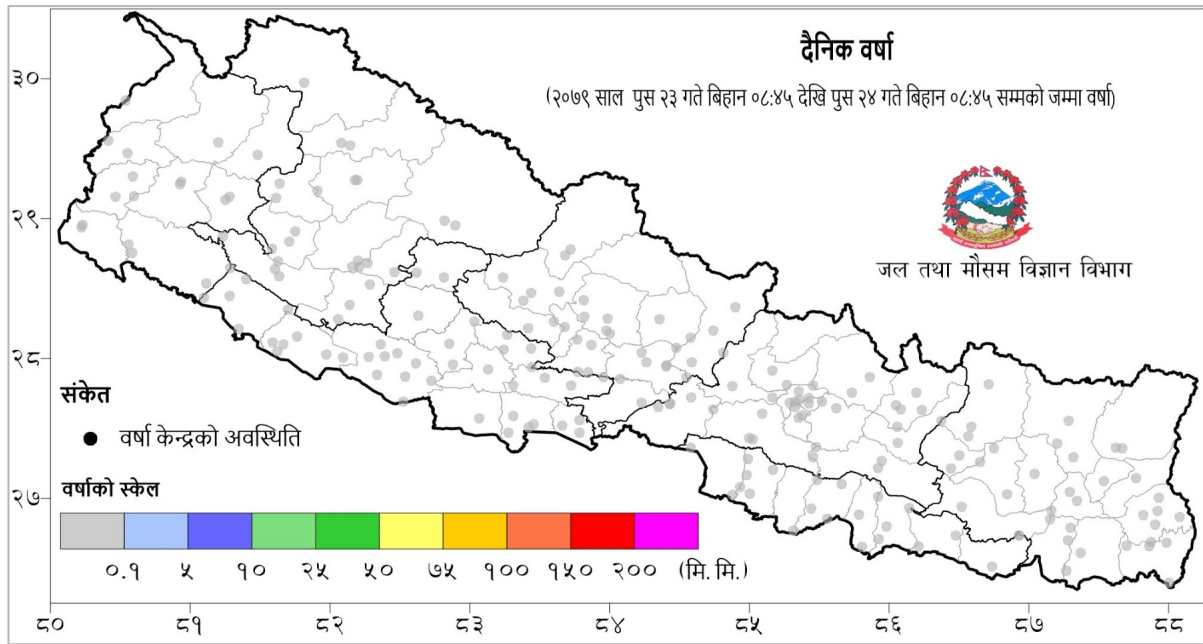 दैनिक वर्षा
(२०७९ साल पुस २३ गते बिहान ०८:४५ देखि पुस २४ गते बिहान ०८:४५ सम्मको जम्मा वर्षा)
जल तथा मौसम विज्ञान विभाग
३०
२९
२८
२७
संकेत
वर्षा केन्द्रको अवस्थिति
वर्षाको स्केल
०.१ ५ १० २५ ५० ७५ १०० १५० २०० (मि. मि.)
८० ८१ ८२ ८३ ८४ ८५ ८६ ८७ ८८